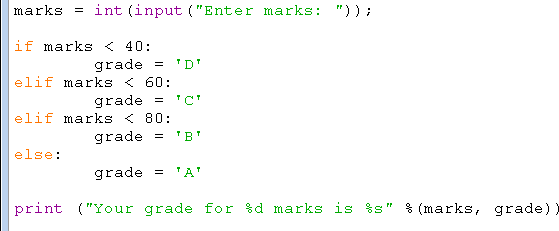 marks = int(input("Enter marks: "));
if marks < 40:
        grade = 'D'
elif marks < 60:
        grade = 'C'
elif marks < 80:
        grade = 'B'
else:
        grade = 'A'
print ("Your grade for %d marks is %s" %(marks, grade))